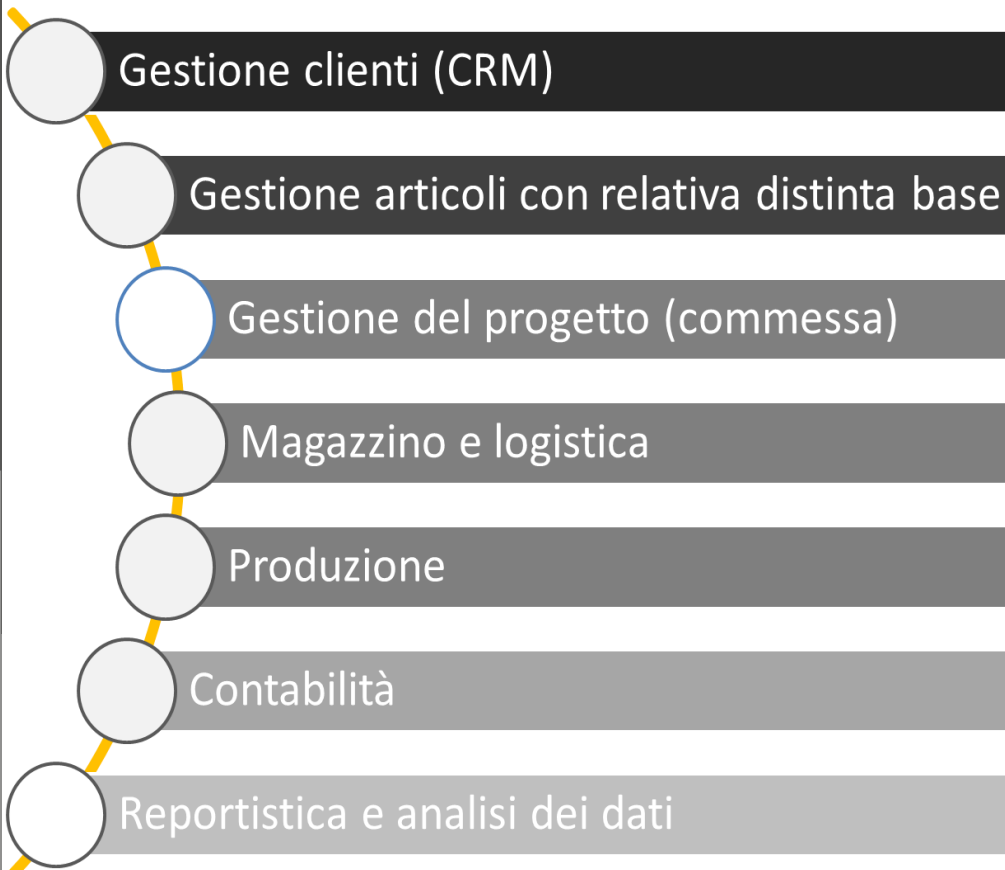 Gestione clienti (CRM)
Gestione articoli con relativa distinta base
Gestione del progetto (commessa)
Magazzino e logistica
Produzione
Contabilità
Reportistica e analisi dei dati